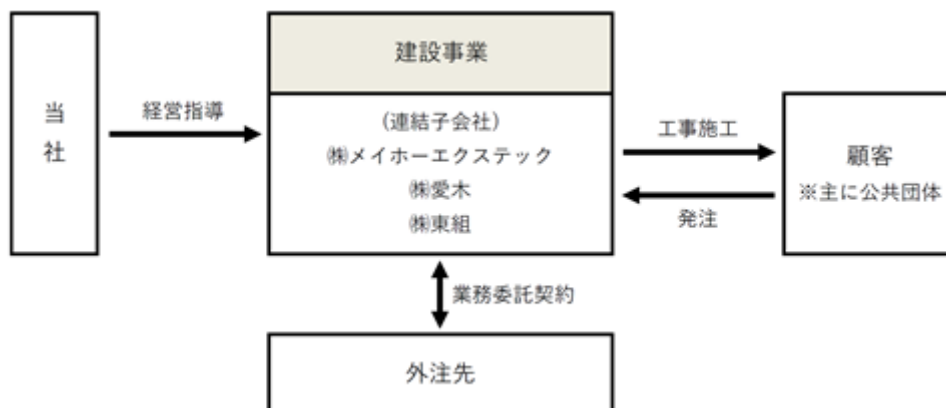 当
社
経営指導
建設事業
(連結子会社)
㈱メイホーエクステック
㈱愛木
㈱東組
工事施工
発注
顧客
※主に公共団体
業務委託契約
外注先